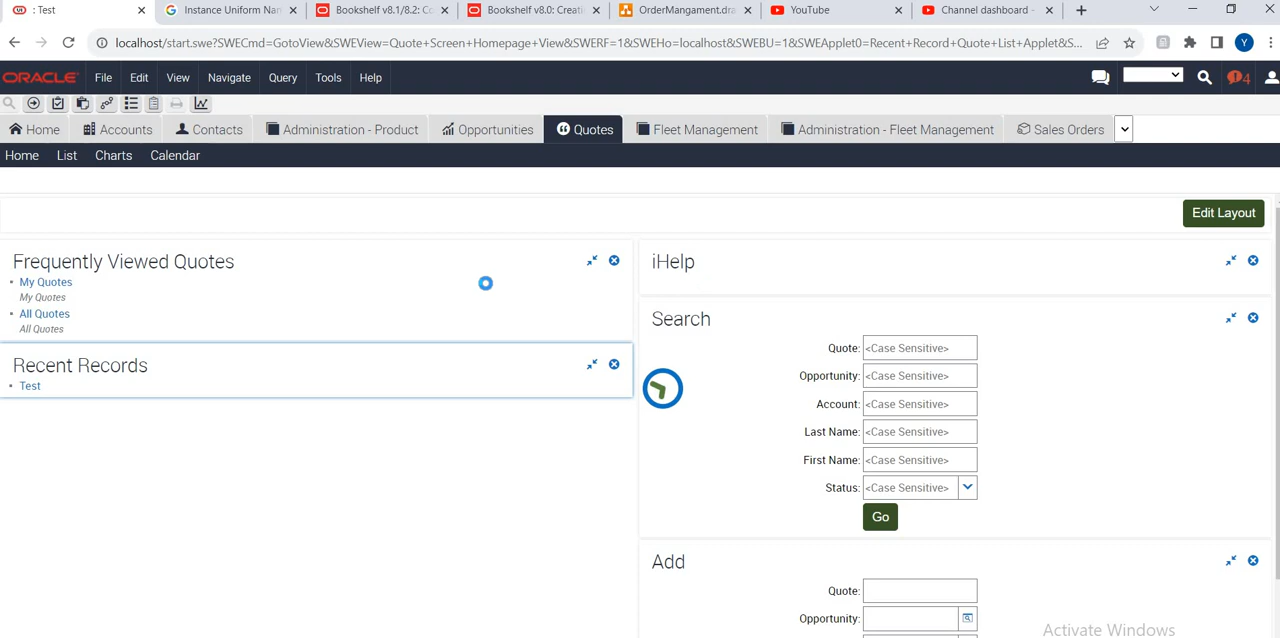 : Test
Instance Uniform Nan
Bookshelf v8.1/8.2: Co
Bookshelf v8.0: Creati
OrderMangament.dra
YouTube
Channel dashboard -
localhost/start.swe?SWECmd=GotoView&SWEView=Quote+Screen+Homepage+View&SWERF=1&SWEHo=localhost&SWEBU=1&SWEApplet0=Recent+Record+Quote+List+Applet&S...
Y
ORACLE
File Edit View Navigate Query Tools Help
4
Home Accounts Contacts Administration - Product Opportunities Quotes Fleet Management Administration - Fleet Management Sales Orders
Home List Charts Calendar
Edit Layout
Frequently Viewed Quotes
My Quotes
My Quotes
All Quotes
All Quotes
Recent Records
Test
iHelp
Search
Quote: <Case Sensitive>
Opportunity: <Case Sensitive>
Account: <Case Sensitive>
Last Name: <Case Sensitive>
First Name: <Case Sensitive>
Status: <Case Sensitive>
Go
Add
Quote:
Opportunity:
Activate Windows